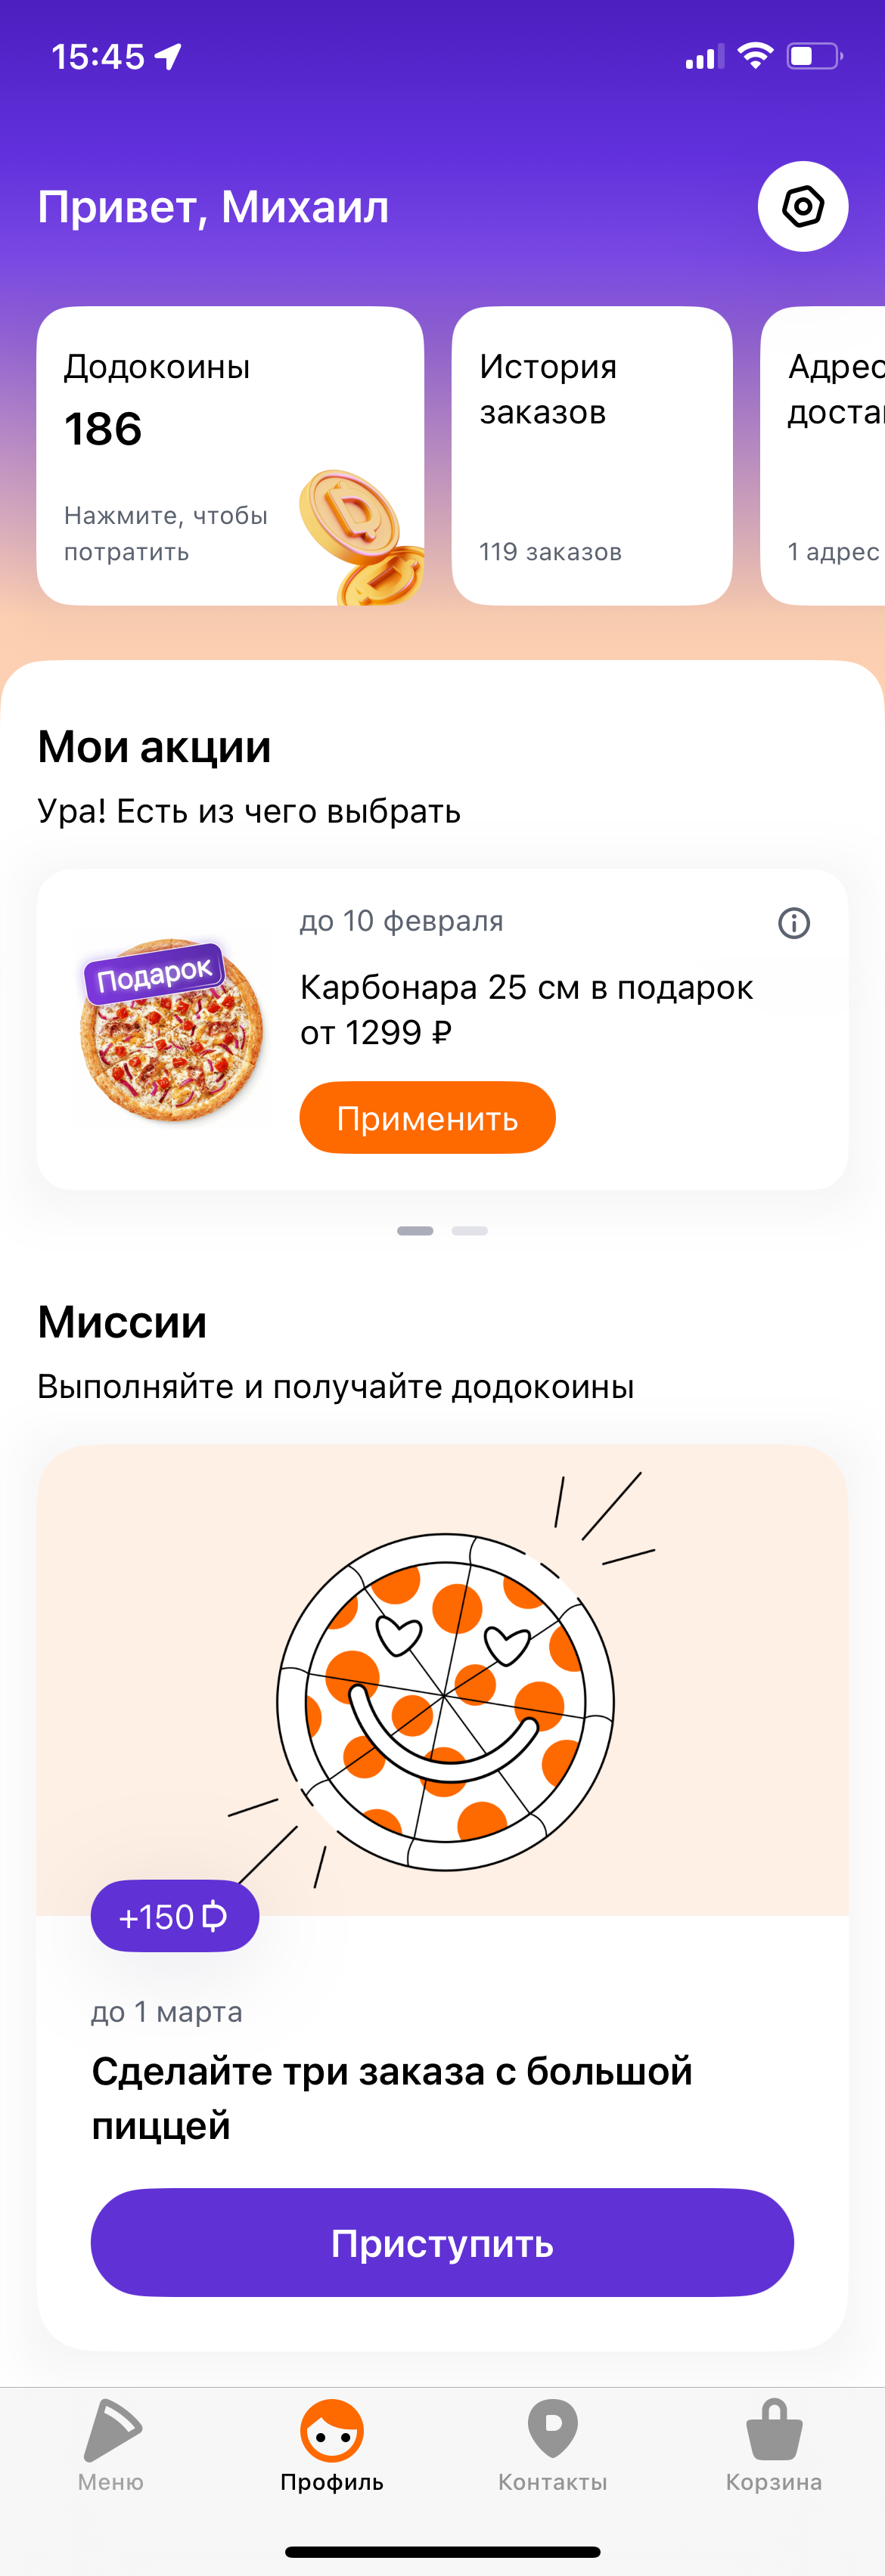 15:45
Привет, Михаил
Додокоины
186
Нажмите, чтобы
потратить
История
заказов
119 заказов
Адрес
доста
1 адрес
Мои акции
Ура! Есть из чего выбрать
Подарок
до 10 февраля
Карбонара 25 см в подарок
от 1299 ₽
Применить
Миссии
Выполняйте и получайте додокоины
+150
до 1 марта
Сделайте три заказа с большой
пиццей
Приступить
Меню
Профиль
Контакты
Корзина